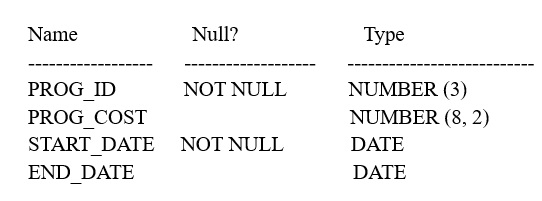 Name Null? Type
------------------ ------------------- ---------------------------
PROG_ID NOT NULL NUMBER (3)
PROG_COST NUMBER (8, 2)
START_DATE NOT NULL DATE
END_DATE DATE